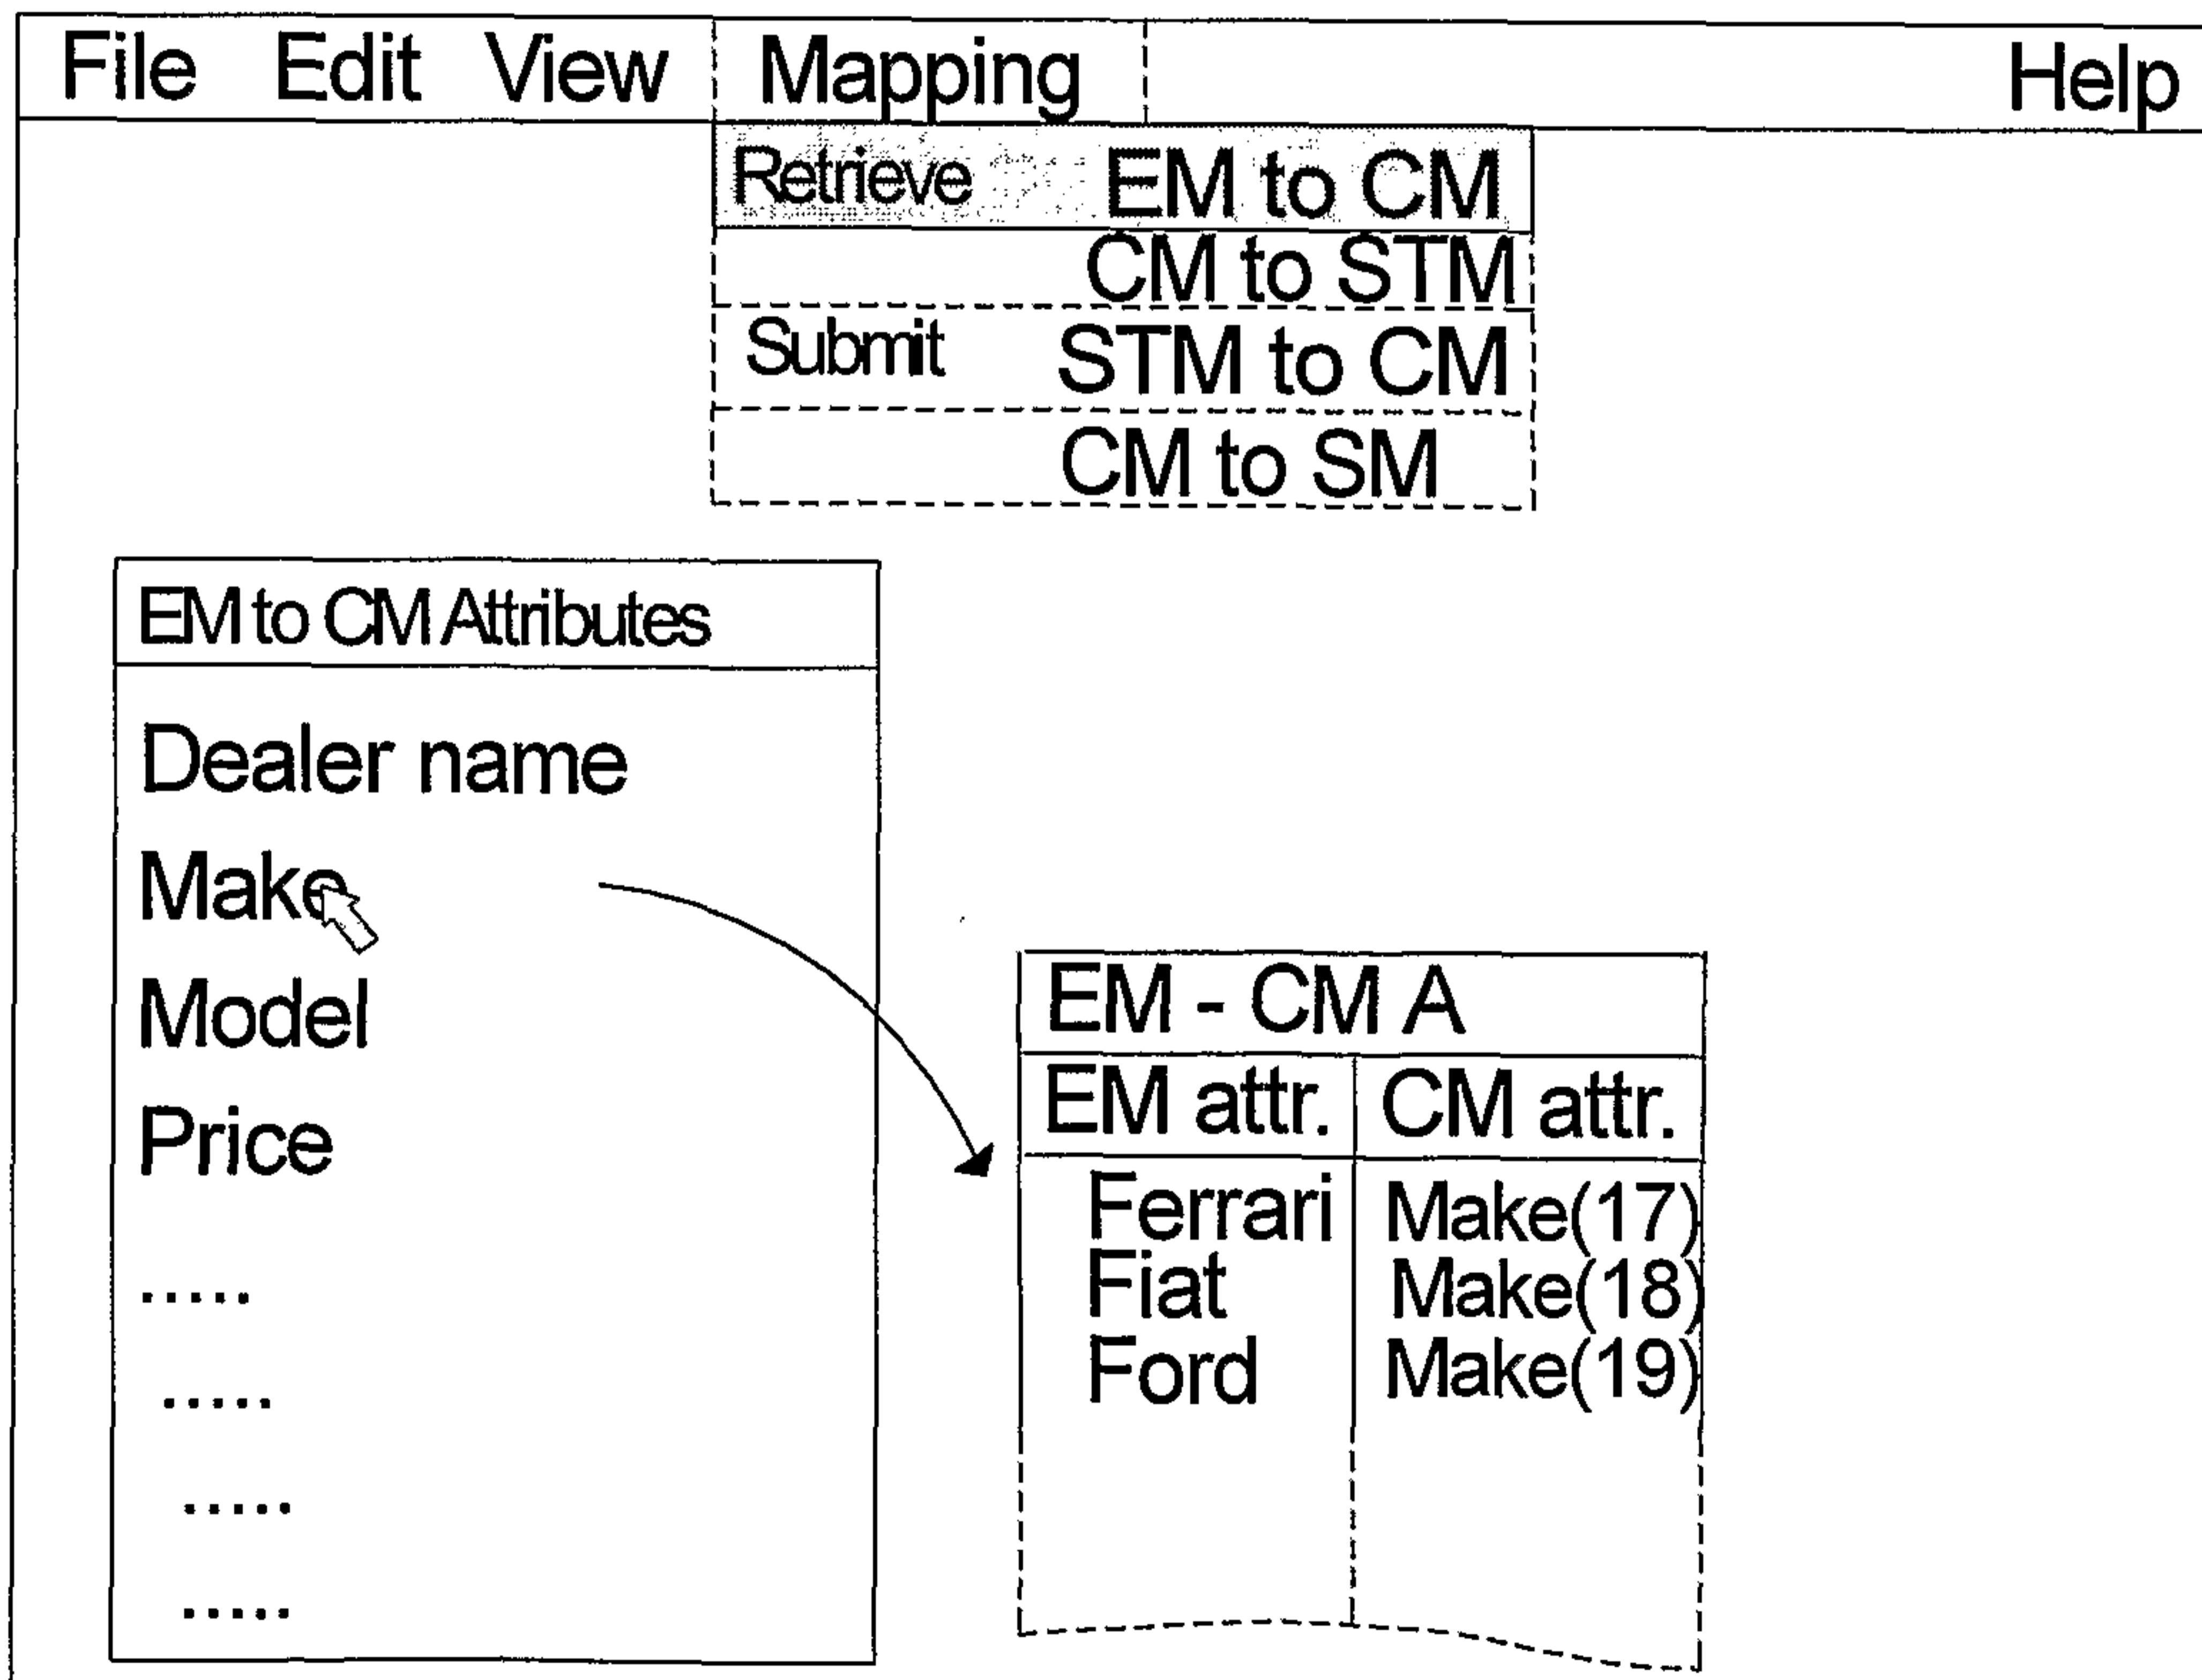 File Edit View Mapping Help
Retrieve EM to CM
CM to STM
Submit STM to CM
CM to SM
EM to CM Attributes
Dealer name
Make
Model
Price
.....
.....
.....
.....
EM - CM A
EM attr. CM attr.
Ferrari Make(17)
Fiat Make(18)
Ford Make(19)